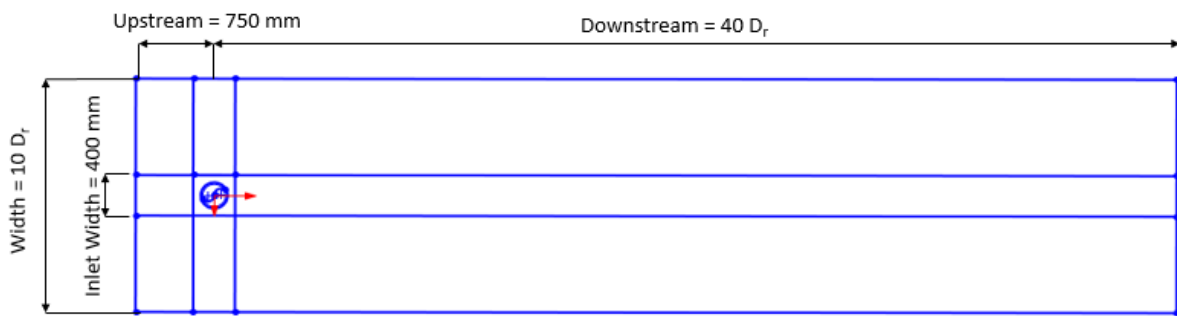 Upstream = 750 mm
Downstream = 40 Dr
Width = 10 Dr
Inlet Width = 400 mm